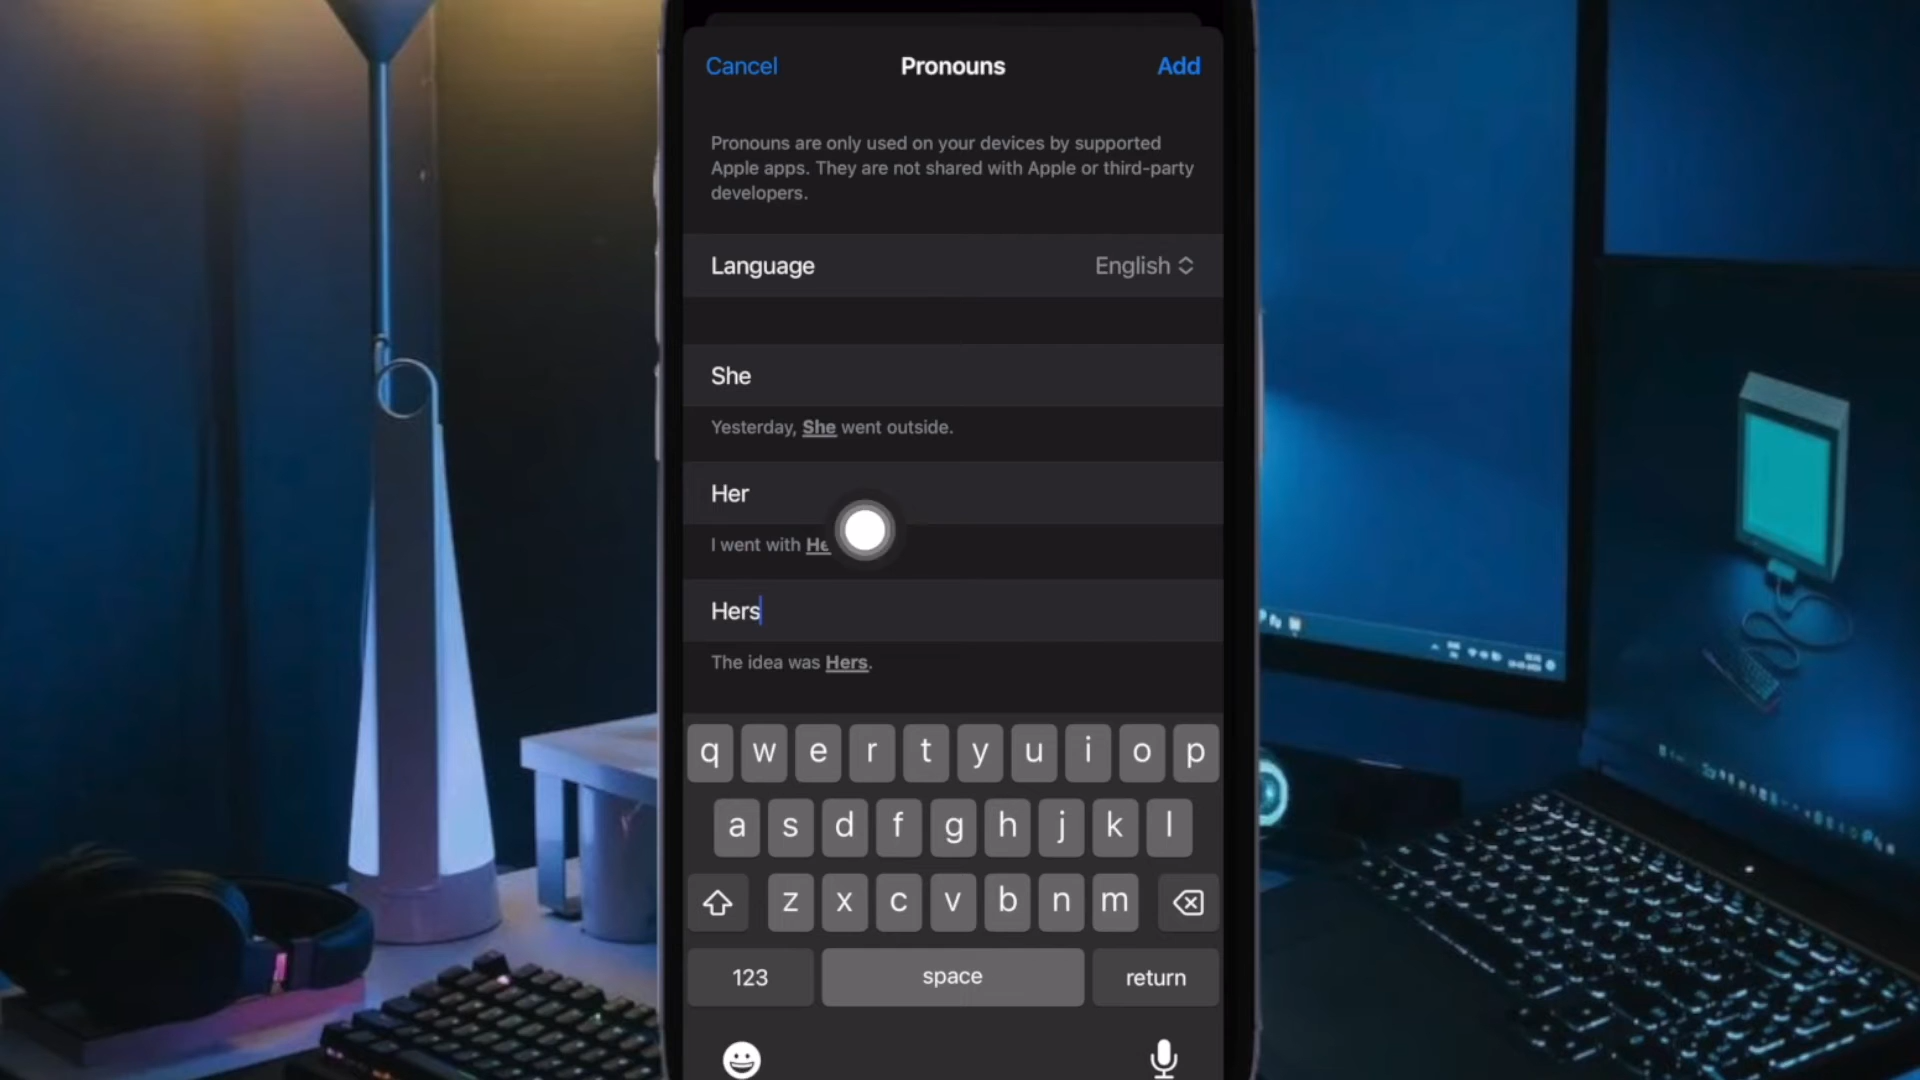 Cancel Pronouns Add
Pronouns are only used on your devices by supported
Apple apps. They are not shared with Apple or third-party
developers.
Language English
She
Yesterday, She went outside.
Her
I went with He
Hers
The idea was Hers.
q w e r t y u i o p
a s d f g h j k l
z x c v b n m
123 space return